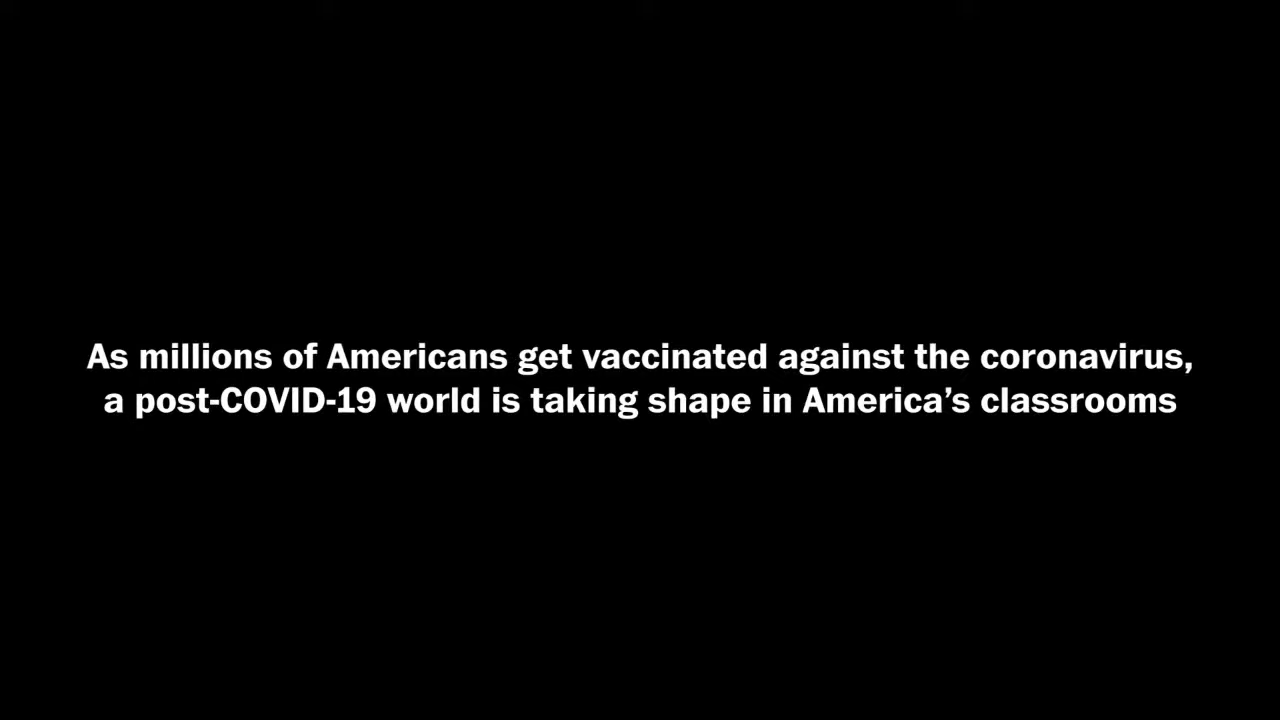 As millions of Americans get vaccinated against the coronavirus,
a post-COVID-19 world is taking shape in America’s classrooms